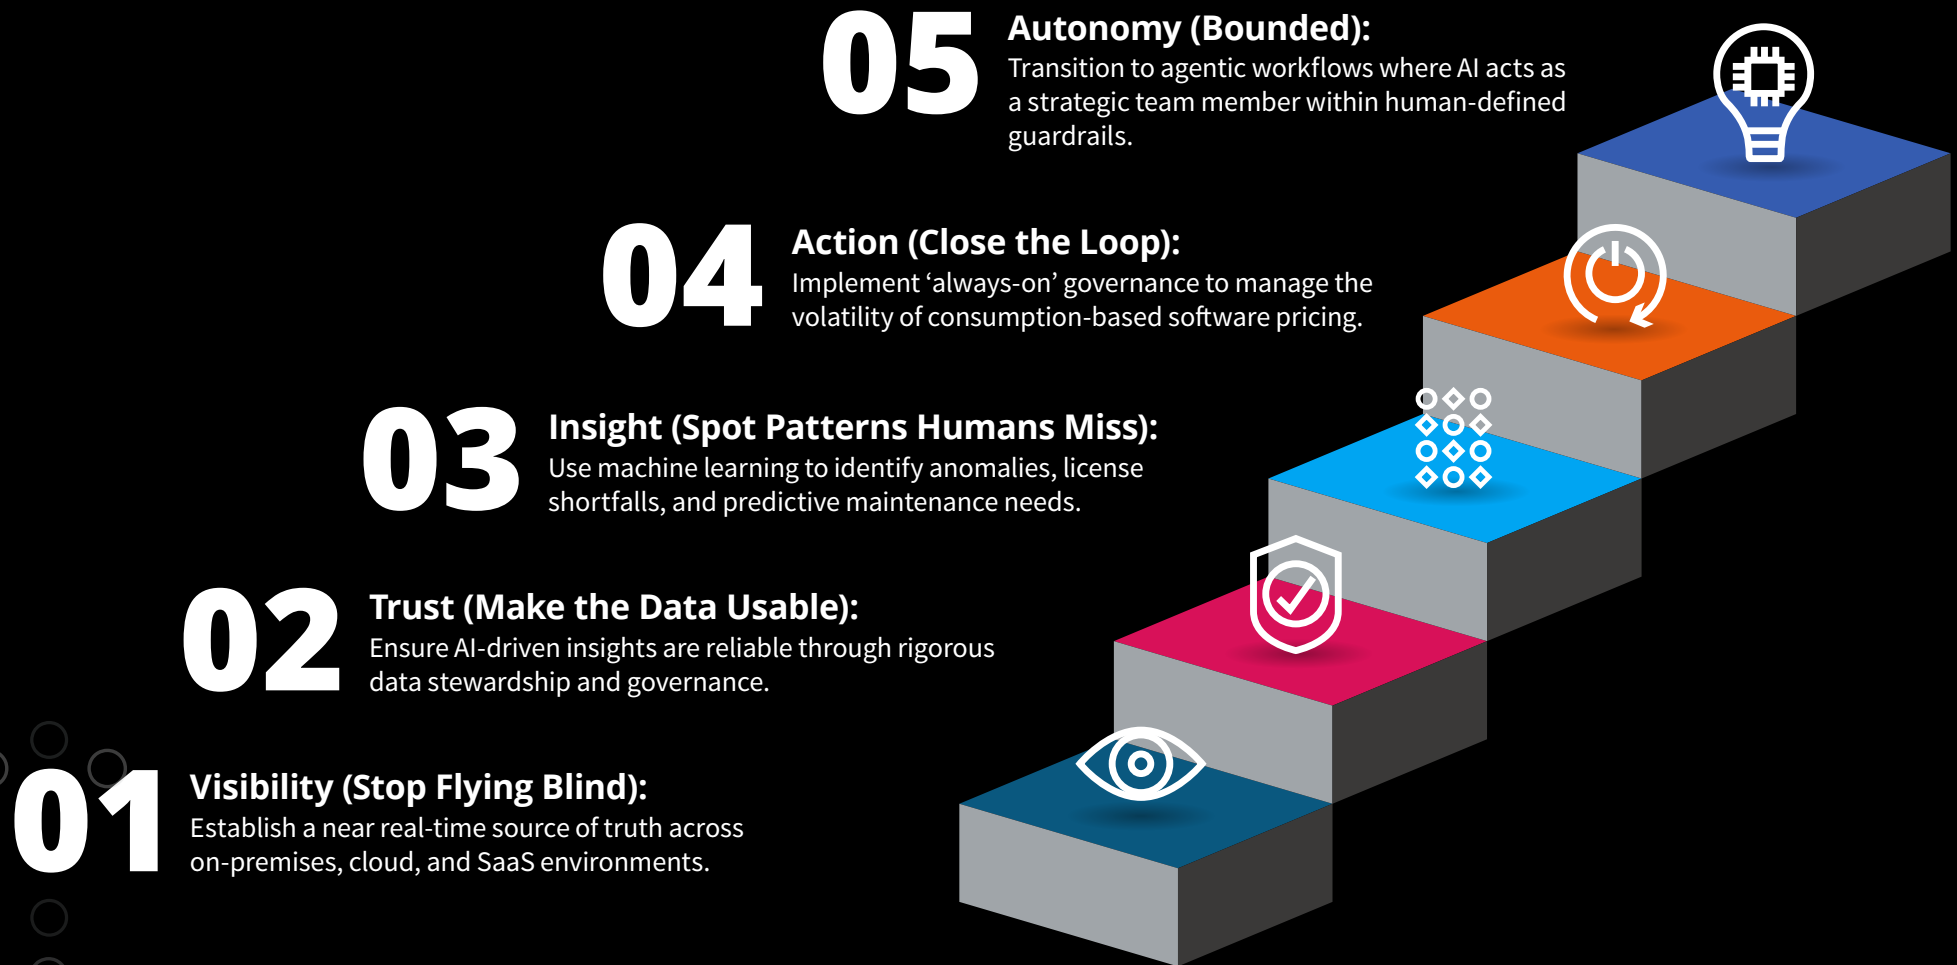 05
Autonomy (Bounded):
Transition to agentic workflows where AI acts as
a strategic team member within human-defined
guardrails.
04
Action (Close the Loop):
Implement ‘always-on’ governance to manage the
volatility of consumption-based software pricing.
03
Insight (Spot Patterns Humans Miss):
Use machine learning to identify anomalies, license
shortfalls, and predictive maintenance needs.
02
Trust (Make the Data Usable):
Ensure AI-driven insights are reliable through rigorous
data stewardship and governance.
01
Visibility (Stop Flying Blind):
Establish a near real-time source of truth across
on-premises, cloud, and SaaS environments.